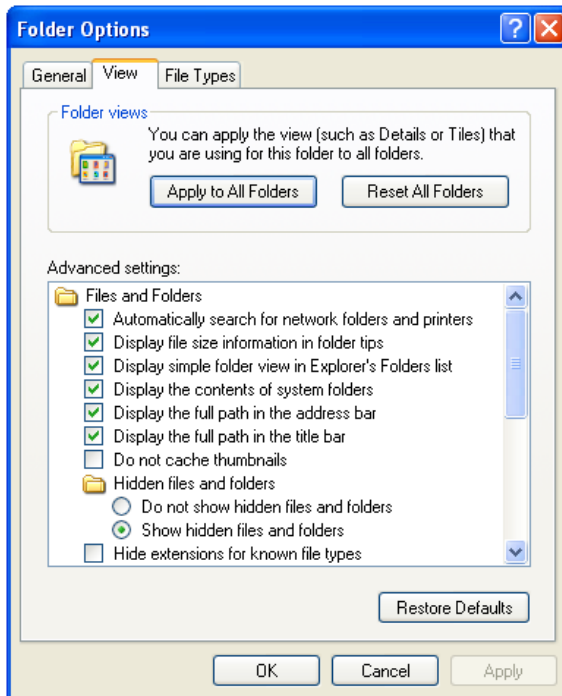 Folder Options
General
View
File Types
Folder views
You can apply the view (such as Details or Tiles) that
you are using for this folder to all folders.
Apply to All Folders
Reset All Folders
Advanced settings:
Files and Folders
Automatically search for network folders and printers
Display file size information in folder tips
Display simple folder view in Explorer's Folders list
Display the contents of system folders
Display the full path in the address bar
Display the full path in the title bar
Do not cache thumbnails
Hidden files and folders
Do not show hidden files and folders
Show hidden files and folders
Hide extensions for known file types
Restore Defaults
OK
Cancel
Apply